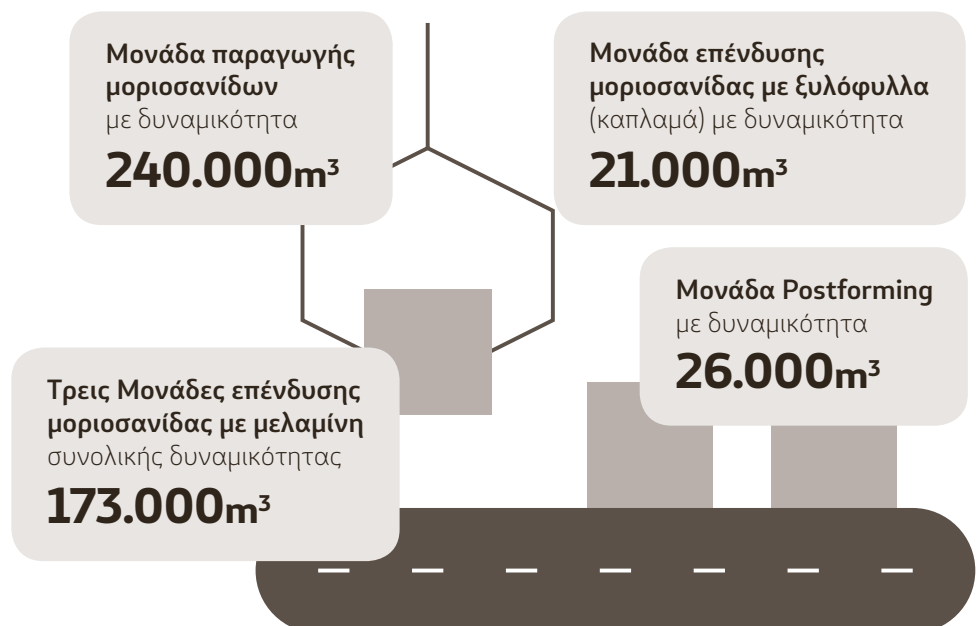 Μονάδα παραγωγής
μοριοσανίδων
με δυναμικότητα
240.000m³
Μονάδα επένδυσης
μοριοσανίδας με ξυλόφυλλα
(καπλαμά) με δυναμικότητα
21.000m³
Μονάδα Postforming
με δυναμικότητα
26.000m³
Τρεις Μονάδες επένδυσης
μοριοσανίδας με μελαμίνη
συνολικής δυναμικότητας
173.000m³